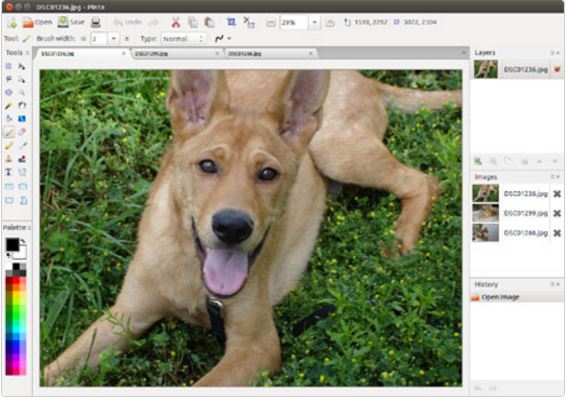 DSC01236.jpg - Pinta
Open Save Undo 29% 1518, 2292 3072, 2304
Tool: Brush width: 2 Type: Normal
Tools DSC01236.jpg DSC01299.jpg DSC01266.jpg Layers
DSC01236.jpg
Images
DSC01236.jpg
DSC01299.jpg
DSC01266.jpg
Palette
History
Open Image